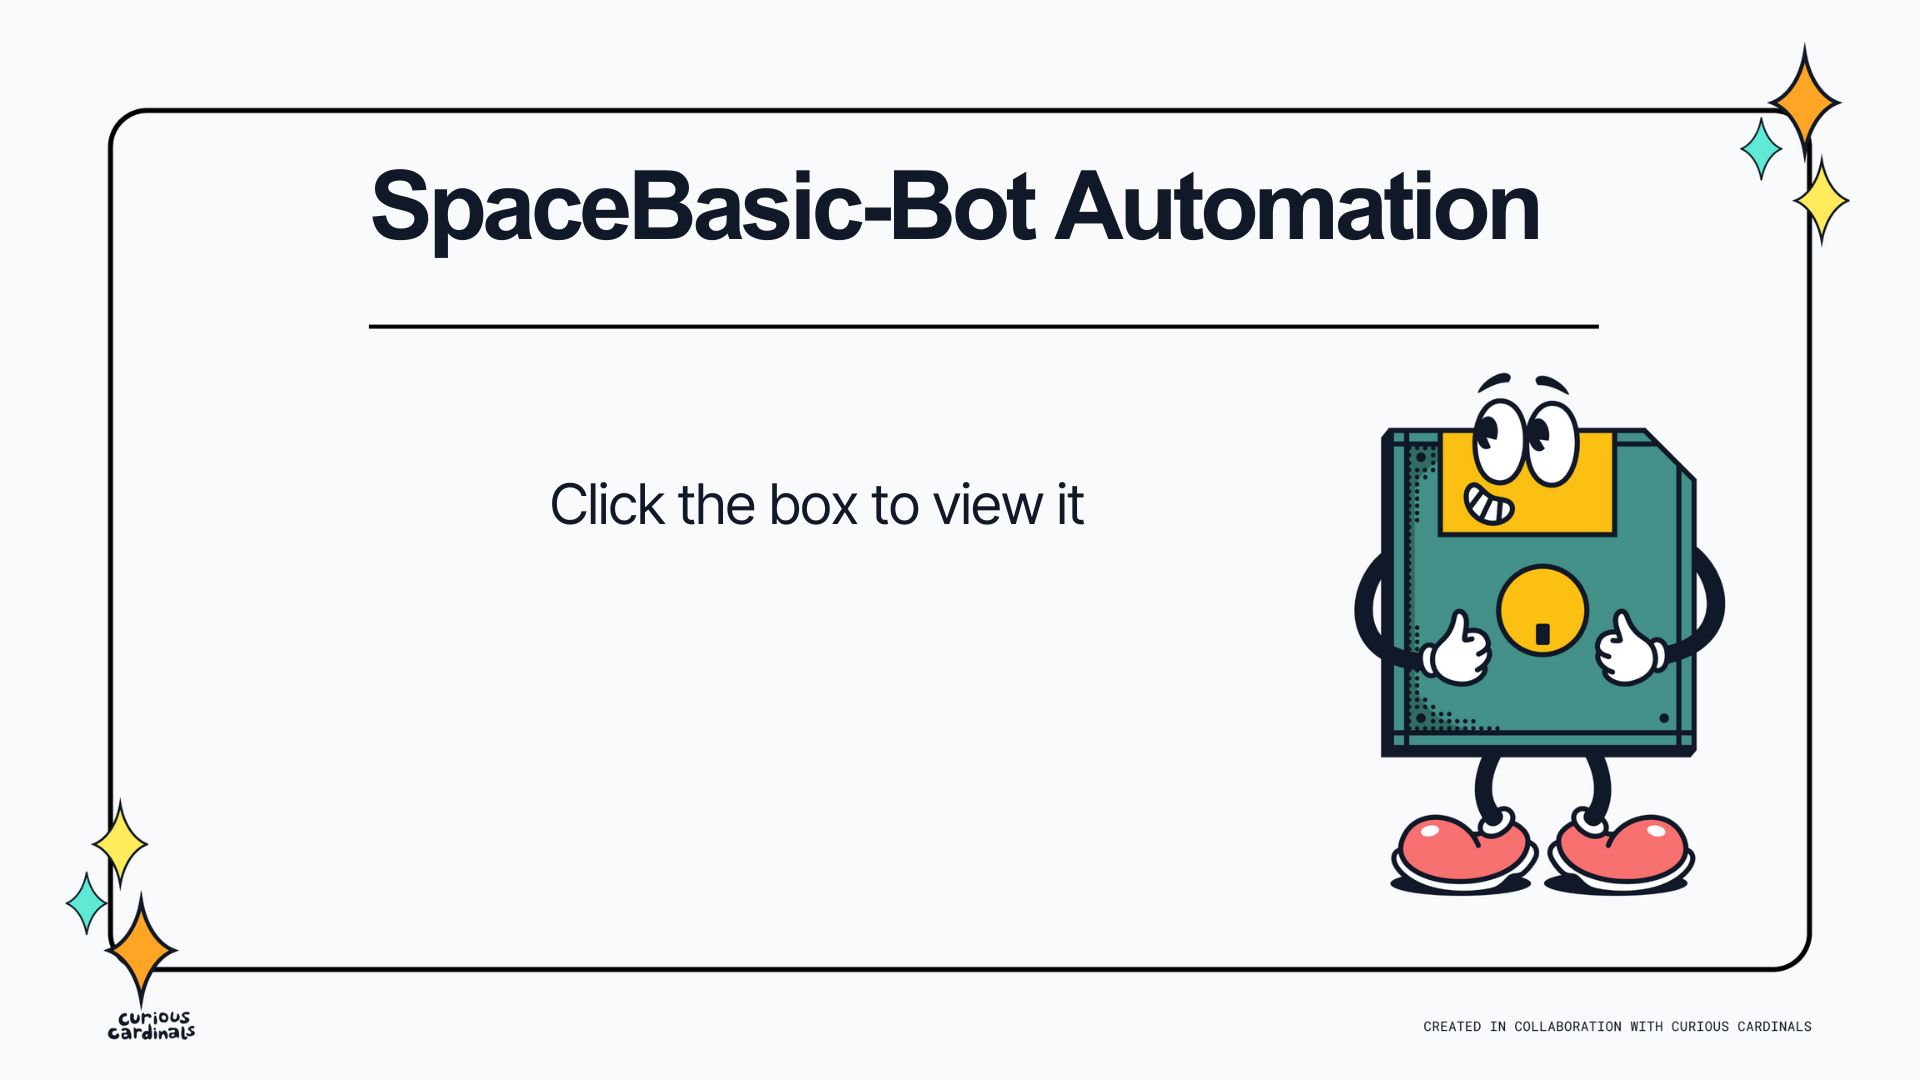 SpaceBasic-Bot Automation
Click the box to view it
curious
cardinals
CREATED IN COLLABORATION WITH CURIOUS CARDINALS